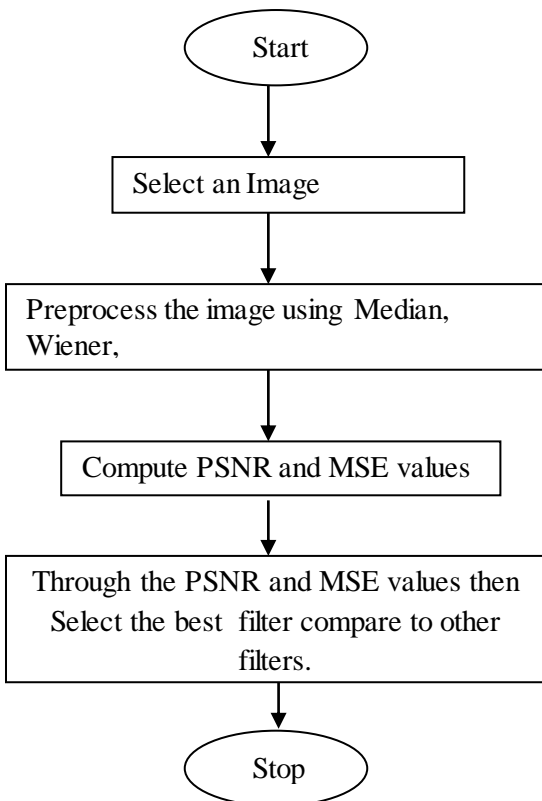 Start
Select an Image
Preprocess the image using Median,
Wiener,
Compute PSNR and MSE values
Through the PSNR and MSE values then
Select the best filter compare to other
filters.
Stop